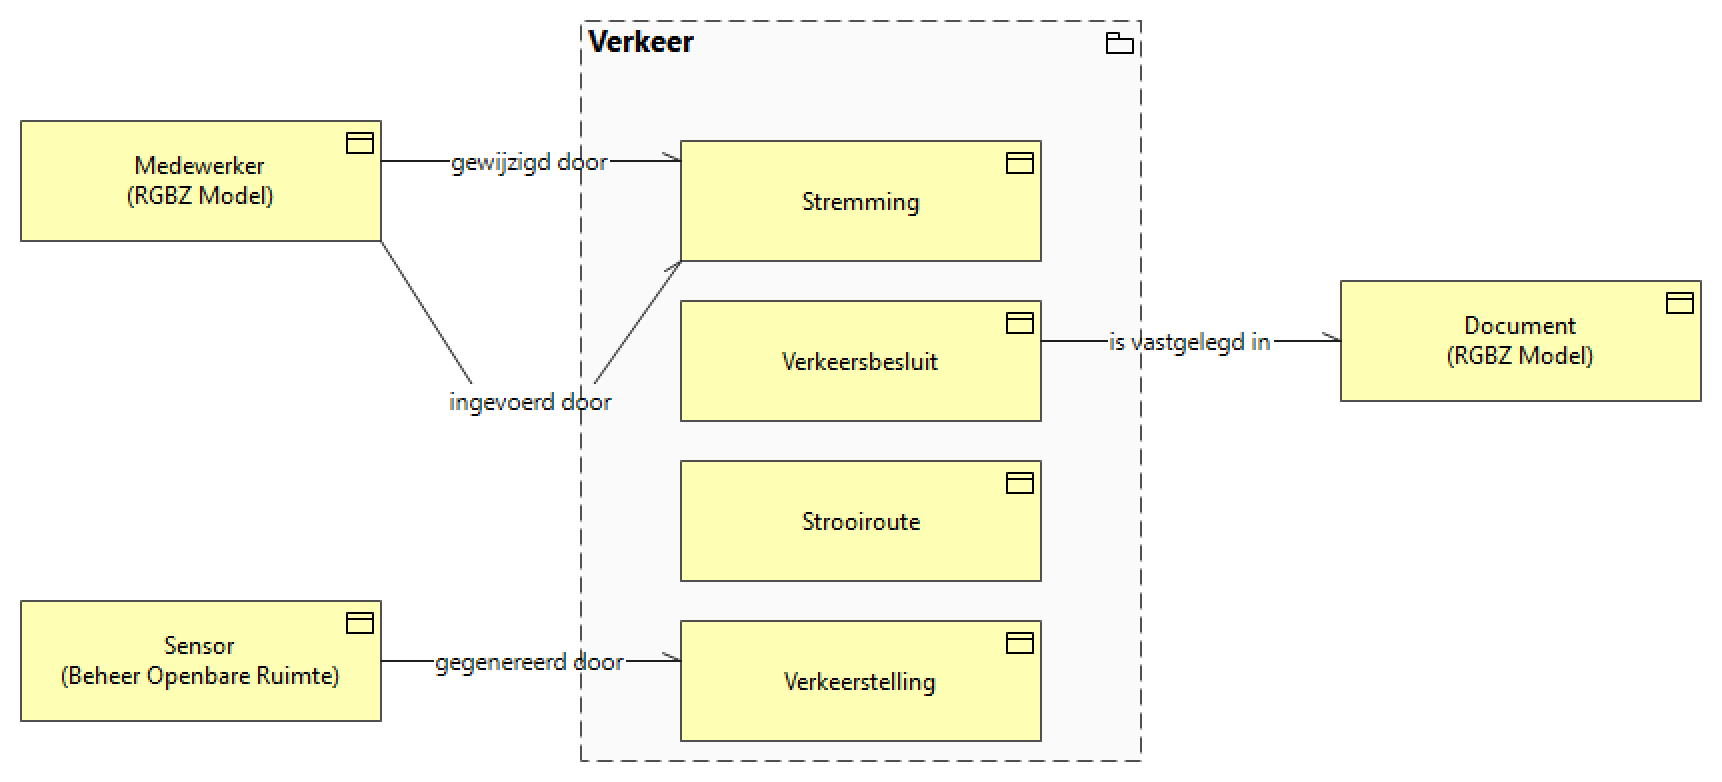 Verkeer
Medewerker
(RGBZ Model)
gewijzigd door
Stremming
ingevoerd door
Verkeersbesluit
is vastgelegd in
Document
(RGBZ Model)
Strooiroute
Sensor
(Beheer Openbare Ruimte)
gegenereerd door
Verkeerstelling